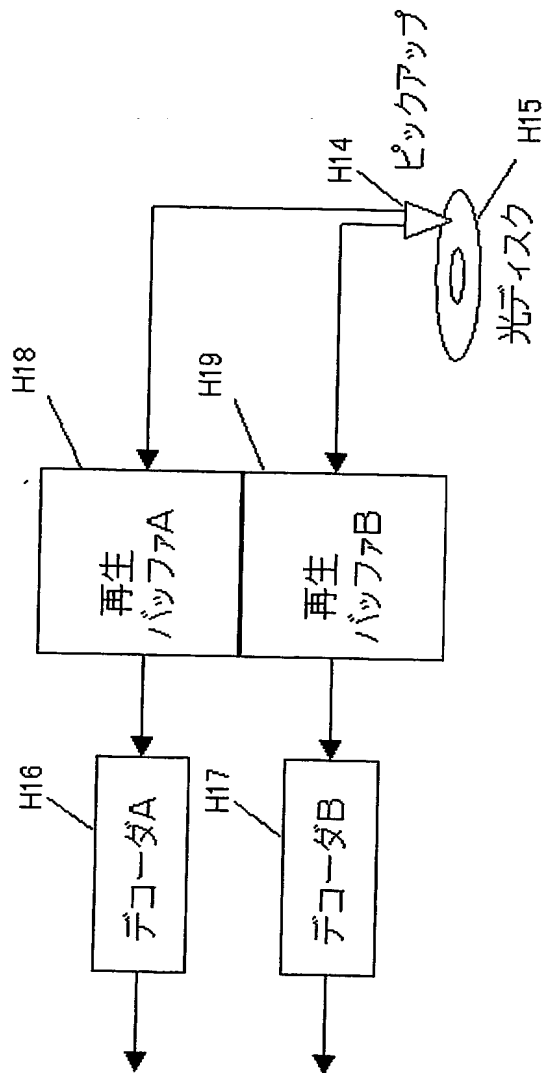 H16
デコーダA
H17
デコーダB
H18
再生
バッファA
H19
再生
バッファB
H14
ピックアップ
光ディスク
H15